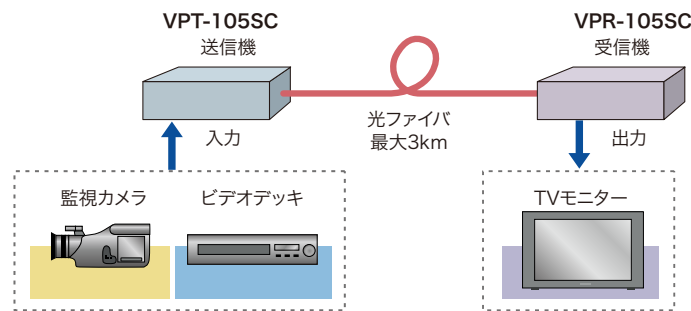 VPT-105SC
送信機
VPR-105SC
受信機
光ファイバ
最大3km
入力
出力
監視カメラ
ビデオデッキ
TVモニター